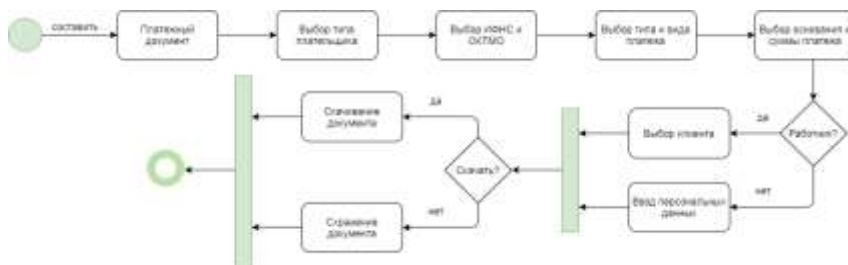 составить
Платежный
документ
Выбор типа
плательщика
Выбор ИФНС и
ОКТМО
Выбор типа и вида
платежа
Выбор основания и
суммы платежа
Скачивание
документа
да
Скачать?
нет
документа
Выбор клиента
да
Работник?
Ввод персональных
данных
нет